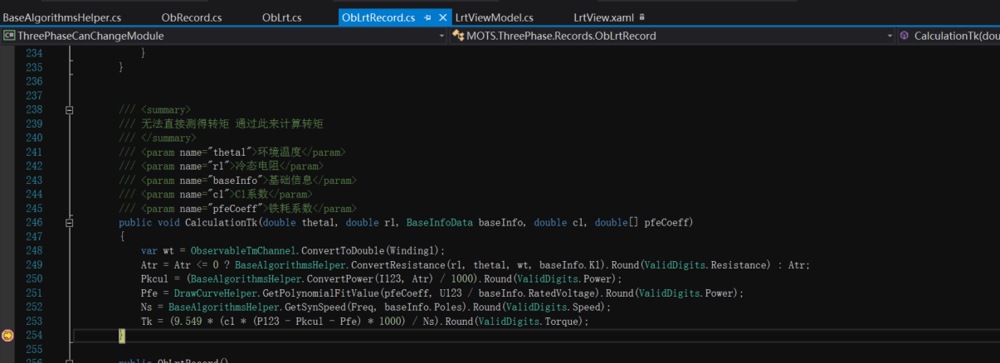 BaseAlgorithmsHelper.cs ObRecord.cs ObLrt.cs ObLrtRecord.cs LrtViewModel.cs LrtView.xaml
ThreePhaseCanChangeModule MOTS.ThreePhase.Records.ObLrtRecord CalculationTk(dou
234 }
235 }
236
237
238 /// <summary>
239 /// 无法直接测得转矩 通过此来计算转矩
240 /// </summary>
241 /// <param name="theta1">环境温度</param>
242 /// <param name="r1">冷态电阻</param>
243 /// <param name="baseInfo">基础信息</param>
244 /// <param name="c1">C1系数</param>
245 /// <param name="pfeCoeff">铁耗系数</param>
246 public void CalculationTk(double theta1, double r1, BaseInfoData baseInfo, double c1, double[] pfeCoeff)
247 {
248 var wt = ObservableTmChannel.ConvertToDouble(Winding1);
249 Atr = Atr <= 0 ? BaseAlgorithmsHelper.ConvertResistance(r1, theta1, wt, baseInfo.K1).Round(ValidDigits.Resistance) : Atr;
250 Pkcu1 = (BaseAlgorithmsHelper.ConvertPower(I123, Atr) / 1000).Round(ValidDigits.Power);
251 Pfe = DrawCurveHelper.GetPolynomialFitValue(pfeCoeff, U123 / baseInfo.RatedVoltage).Round(ValidDigits.Power);
252 Ns = BaseAlgorithmsHelper.GetSynSpeed(Freq, baseInfo.Poles).Round(ValidDigits.Speed);
253 Tk = (9.549 * (c1 * (P123 - Pkcu1 - Pfe) * 1000) / Ns).Round(ValidDigits.Torque);
254 }
255
256 public ObLrtRecord()